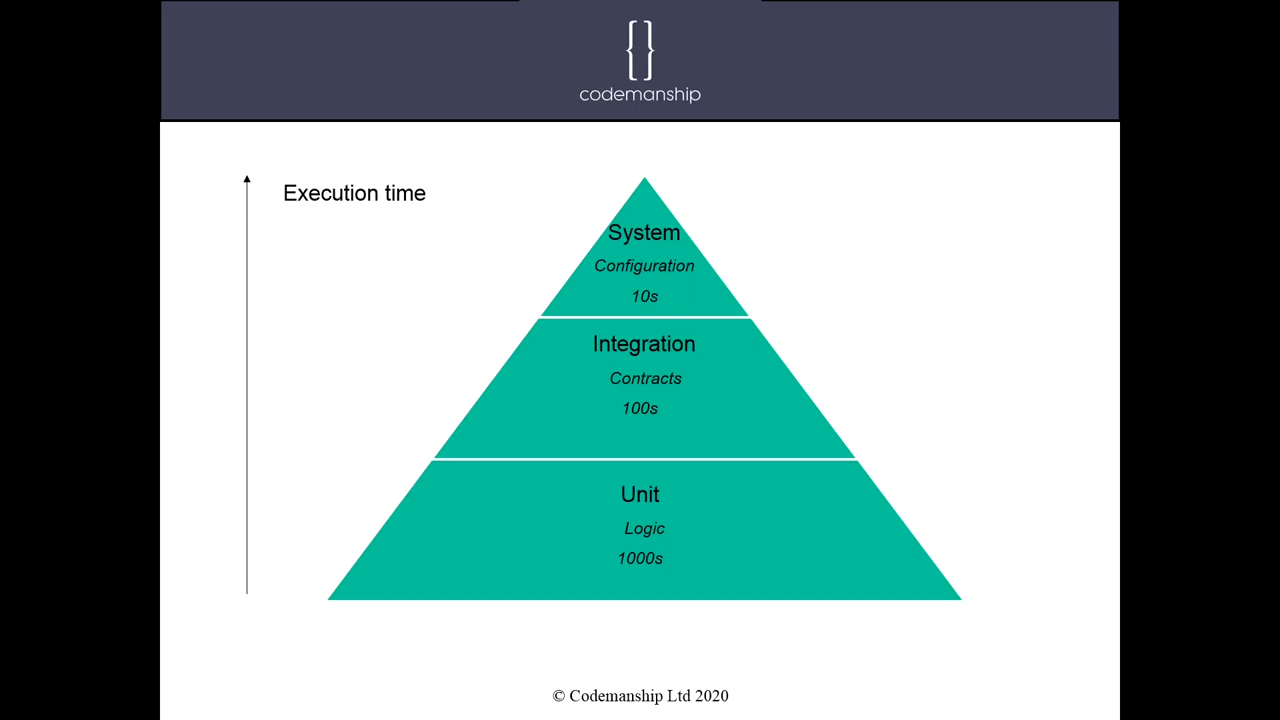 {}
codemanship
Execution time
System
Configuration
10s
Integration
Contracts
100s
Unit
Logic
1000s
© Codemanship Ltd 2020